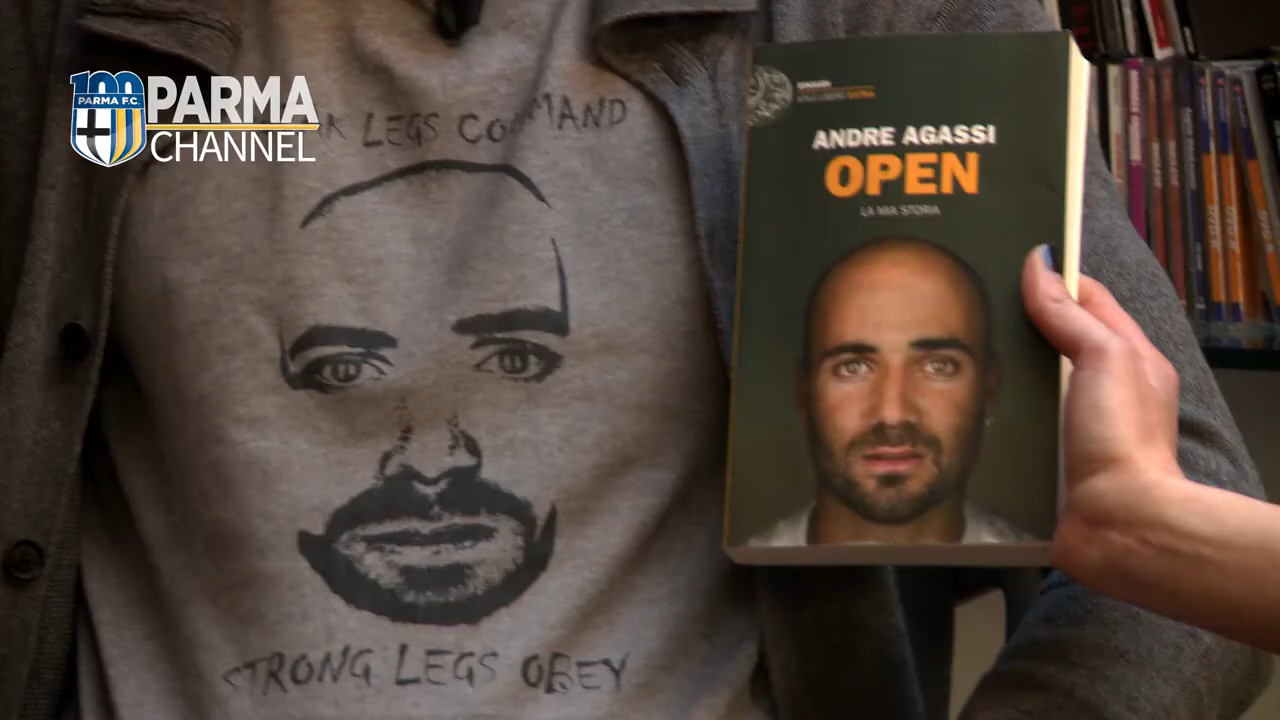 100
PARMA F.C.
PARMA
CHANNEL
LEGS COMMAND
STRONG LEGS OBEY
ANDRE AGASSI
OPEN
LA MIA STORIA